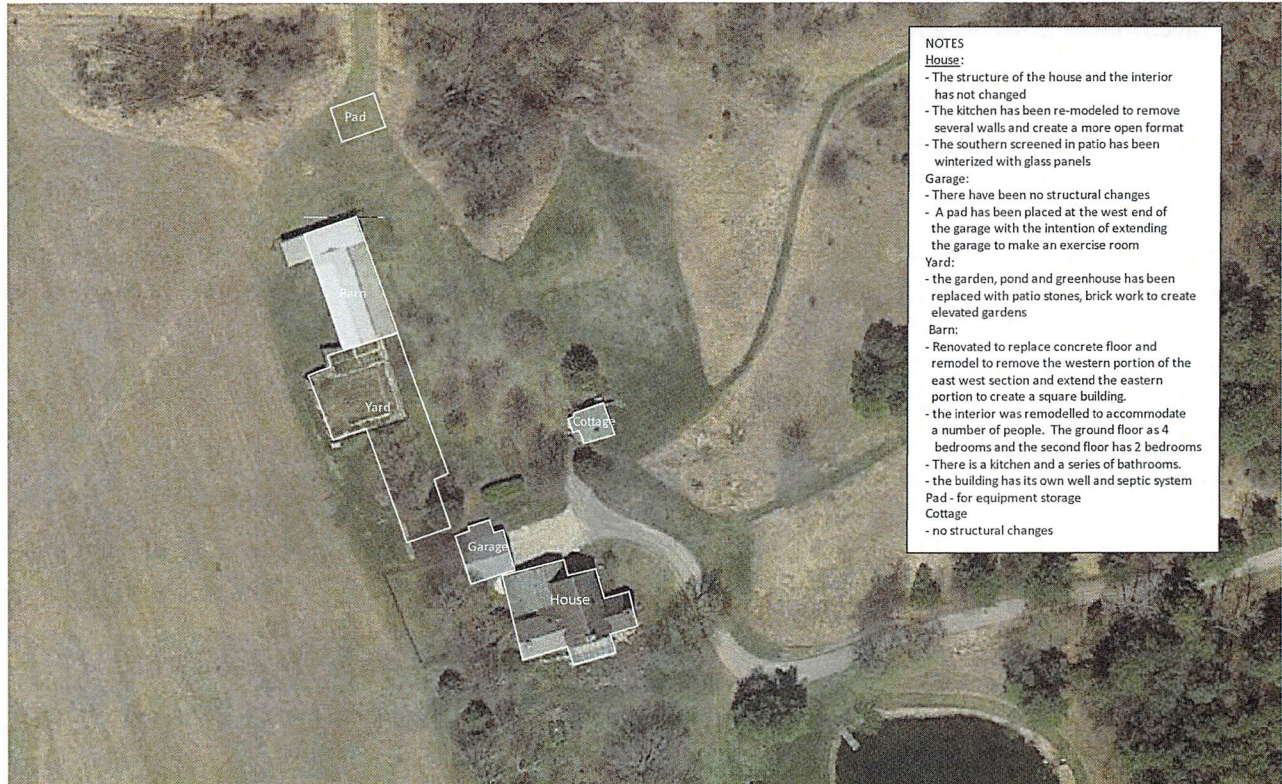 NOTES
House:
- The structure of the house and the interior
has not changed
- The kitchen has been re-modeled to remove
several walls and create a more open format
- The southern screened in patio has been
winterized with glass panels
Garage:
- There have been no structural changes
- A pad has been placed at the west end of
the garage with the intention of extending
the garage to make an exercise room
Yard:
- the garden, pond and greenhouse has been
replaced with patio stones, brick work to create
elevated gardens
Barn:
- Renovated to replace concrete floor and
remodel to remove the western portion of the
east west section and extend the eastern
portion to create a square building.
- the interior was remodelled to accommodate
a number of people. The ground floor as 4
bedrooms and the second floor has 2 bedrooms
- There is a kitchen and a series of bathrooms.
- the building has its own well and septic system
Pad - for equipment storage
Cottage
- no structural changes
Pad
Barn
Yard
Cottage
Garage
House